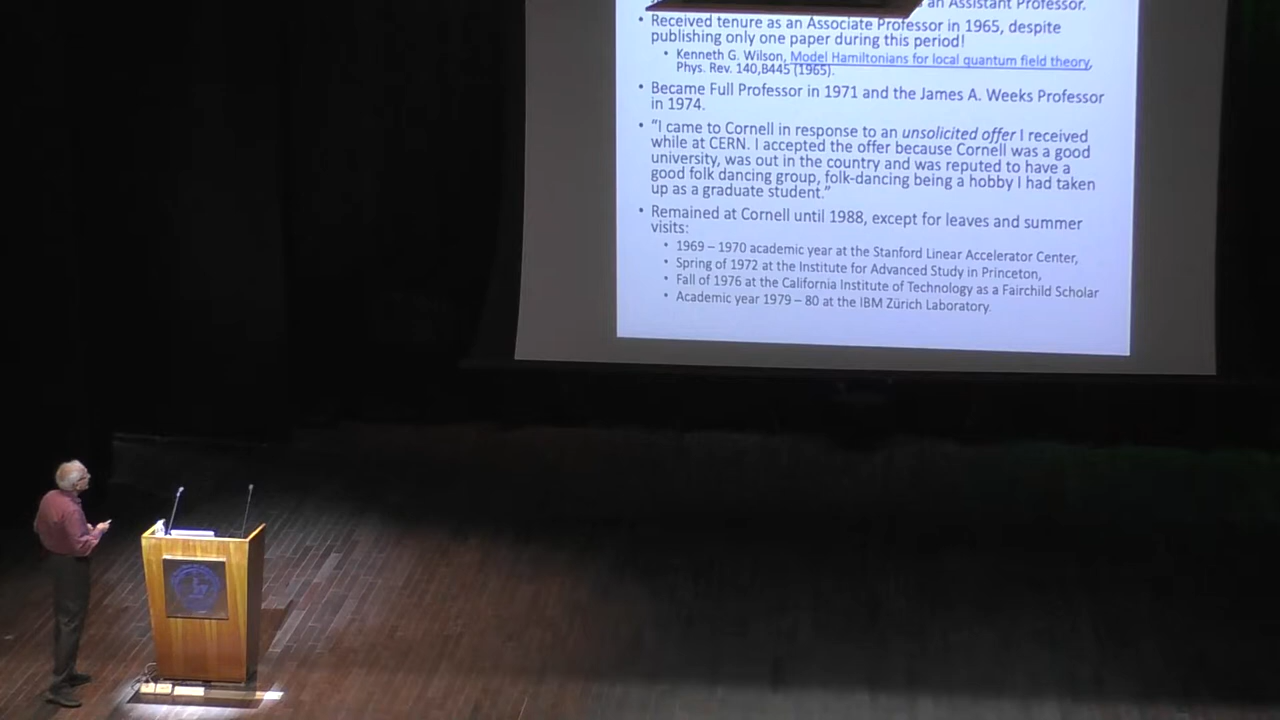 an Assistant Professor.
• Received tenure as an Associate Professor in 1965, despite
publishing only one paper during this period!
• Kenneth G. Wilson, Model Hamiltonians for local quantum field theory,
Phys. Rev. 140,B445 (1965).
• Became Full Professor in 1971 and the James A. Weeks Professor
in 1974.
• “I came to Cornell in response to an unsolicited offer I received
while at CERN. I accepted the offer because Cornell was a good
university, was out in the country and was reputed to have a
good folk dancing group, folk-dancing being a hobby I had taken
up as a graduate student.”
• Remained at Cornell until 1988, except for leaves and summer
visits:
• 1969 – 1970 academic year at the Stanford Linear Accelerator Center,
• Spring of 1972 at the Institute for Advanced Study in Princeton,
• Fall of 1976 at the California Institute of Technology as a Fairchild Scholar
• Academic year 1979 – 80 at the IBM Zürich Laboratory.